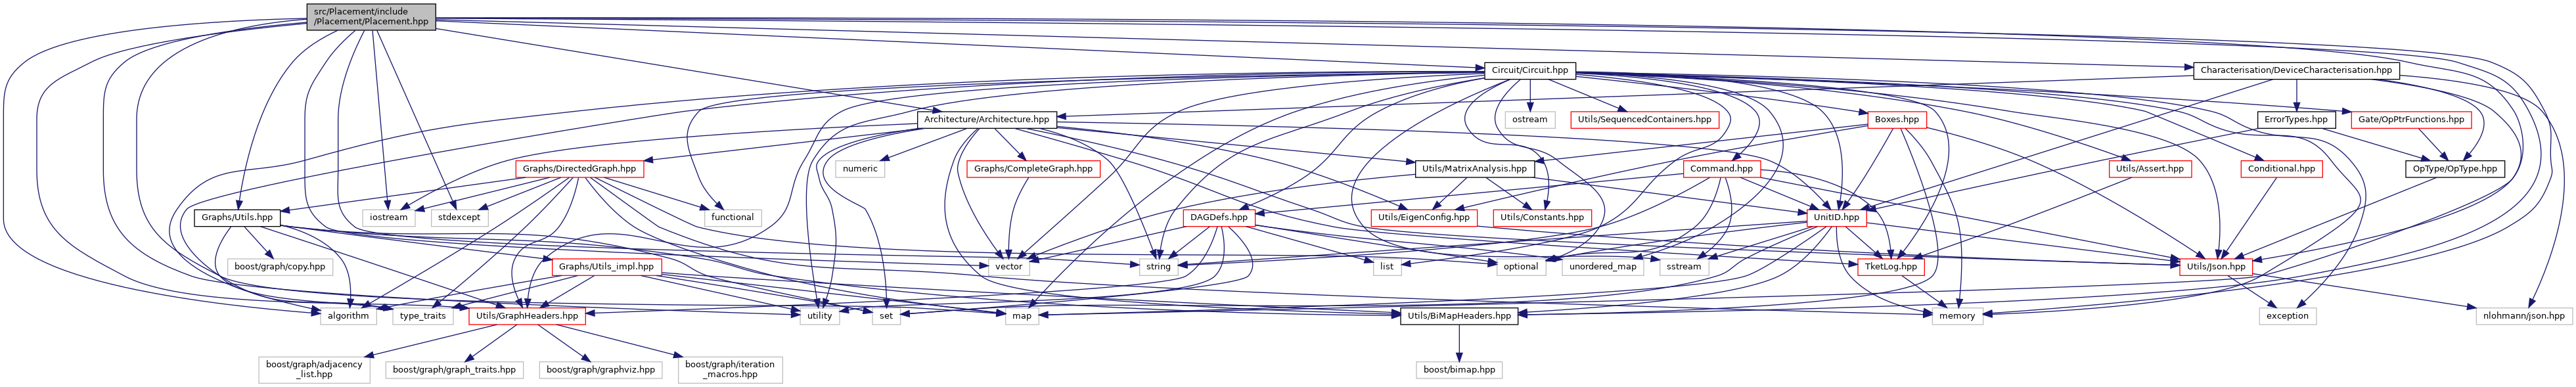 src/Placement/include
/Placement/Placement.hpp
Circuit/Circuit.hpp
Characterisation/DeviceCharacterisation.hpp
Architecture/Architecture.hpp
ostream
Utils/SequencedContainers.hpp
Boxes.hpp
ErrorTypes.hpp
Gate/OpPtrFunctions.hpp
Graphs/DirectedGraph.hpp
numeric
Graphs/CompleteGraph.hpp
Utils/MatrixAnalysis.hpp
Command.hpp
Utils/Assert.hpp
Conditional.hpp
OpType/OpType.hpp
Graphs/Utils.hpp
iostream
stdexcept
functional
Utils/EigenConfig.hpp
Utils/Constants.hpp
DAGDefs.hpp
UnitID.hpp
boost/graph/copy.hpp
Graphs/Utils_impl.hpp
vector
string
list
optional
unordered_map
sstream
TketLog.hpp
Utils/Json.hpp
algorithm
type_traits
Utils/GraphHeaders.hpp
utility
set
map
Utils/BiMapHeaders.hpp
memory
exception
nlohmann/json.hpp
boost/graph/adjacency
_list.hpp
boost/graph/graph_traits.hpp
boost/graph/graphviz.hpp
boost/graph/iteration
_macros.hpp
boost/bimap.hpp